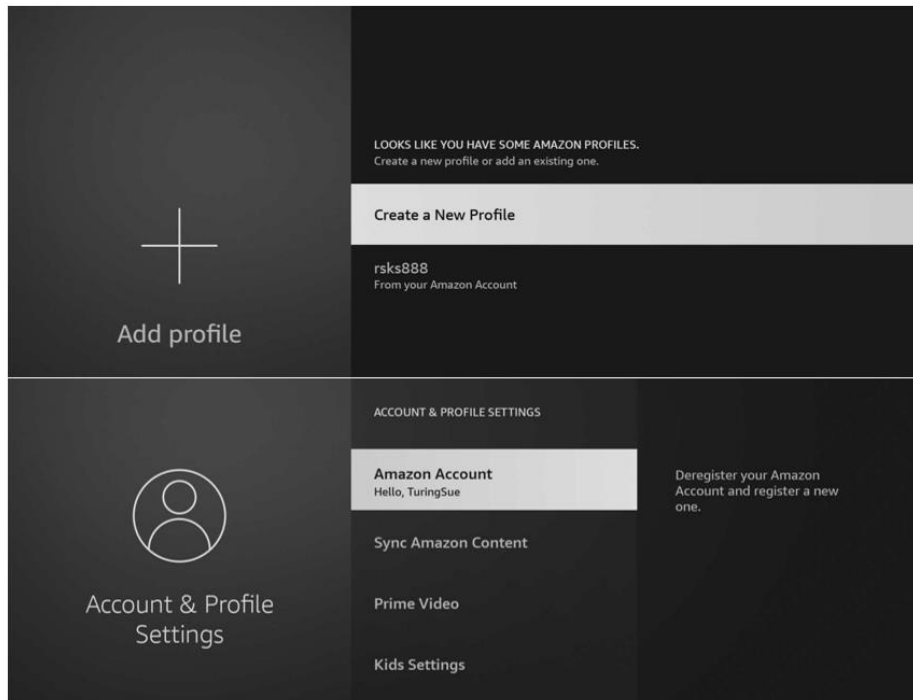 LOOKS LIKE YOU HAVE SOME AMAZON PROFILES.
Create a new profile or add an existing one.
Create a New Profile
rsks888
From your Amazon Account
Add profile
ACCOUNT & PROFILE SETTINGS
Amazon Account
Hello, TuringSue
Deregister your Amazon
Account and register a new
one.
Sync Amazon Content
Prime Video
Kids Settings
Account & Profile
Settings